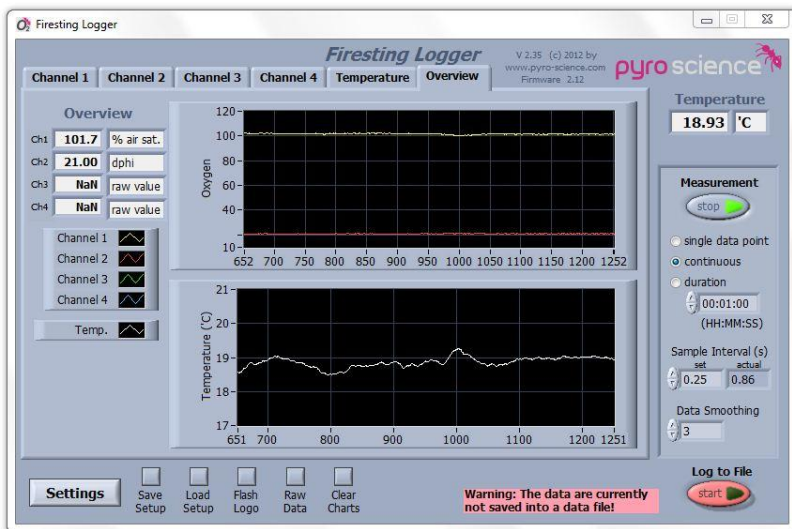 Firesting Logger
Firesting Logger
V 2.35 (c) 2012 by
www.pyro-science.com
Firmware 2.12
pyroscience
Channel 1 Channel 2 Channel 3 Channel 4 Temperature Overview
Overview
Ch1 101.7 % air sat.
Ch2 21.00 dphi
Ch3 NaN raw value
Ch4 NaN raw value
Channel 1
Channel 2
Channel 3
Channel 4
Temp.
Oxygen
120
100
80
60
40
10
652 700 750 800 850 900 950 1000 1050 1100 1150 1252
Temperature (°C)
21
20
19
18
17
651 700 800 900 1000 1100 1200 1251
Temperature
18.93 'C
Measurement
stop
single data point
continuous
duration
00:01:00
(HH:MM:SS)
Sample Interval (s)
set actual
0.25 0.86
Data Smoothing
3
Log to File
start
Settings
Save Setup
Load Setup
Flash Logo
Raw Data
Clear Charts
Warning: The data are currently
not saved into a data file!